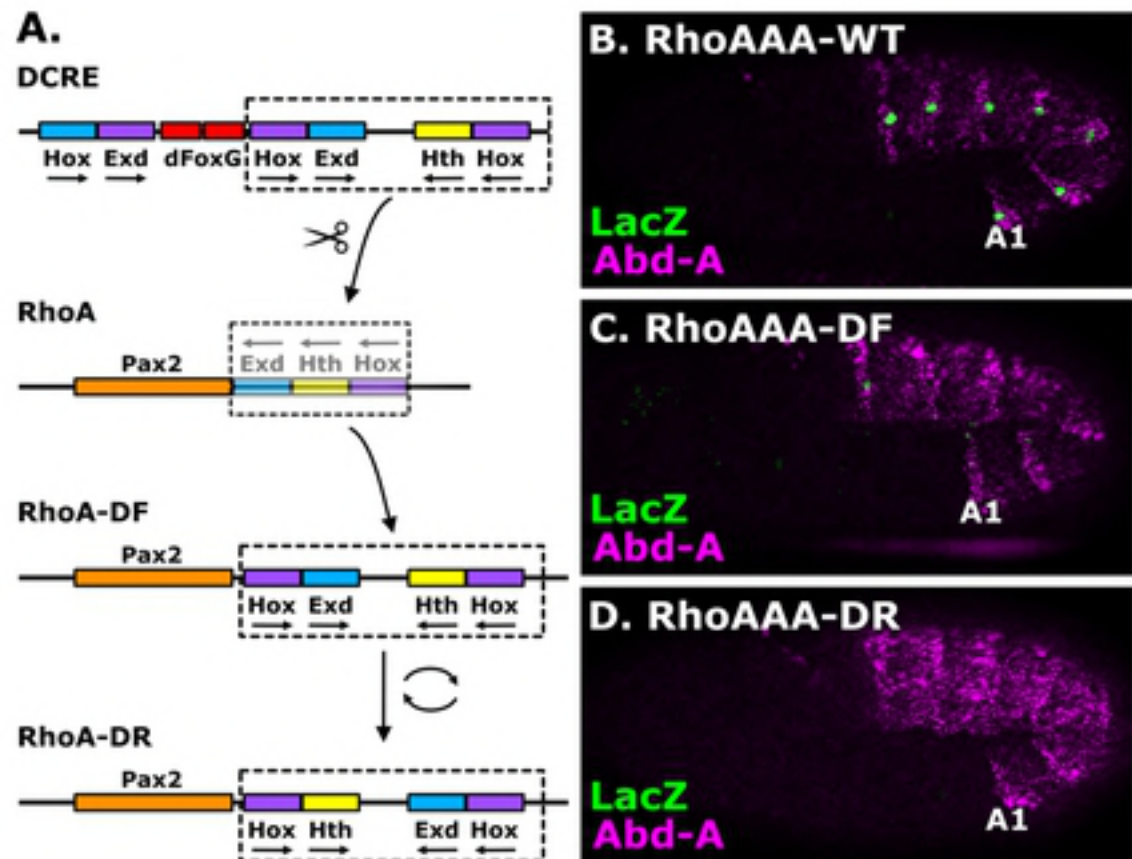 A.
DCRE
Hox Exd dFoxG Hox Exd Hth Hox
RhoA
Pax2 Exd Hth Hox
RhoA-DF
Pax2
Hox Exd Hth Hox
RhoA-DR
Pax2
Hox Hth Exd Hox
B. RhoAAA-WT
LacZ
Abd-A
A1
C. RhoAAA-DF
LacZ
Abd-A
A1
D. RhoAAA-DR
LacZ
Abd-A
A1